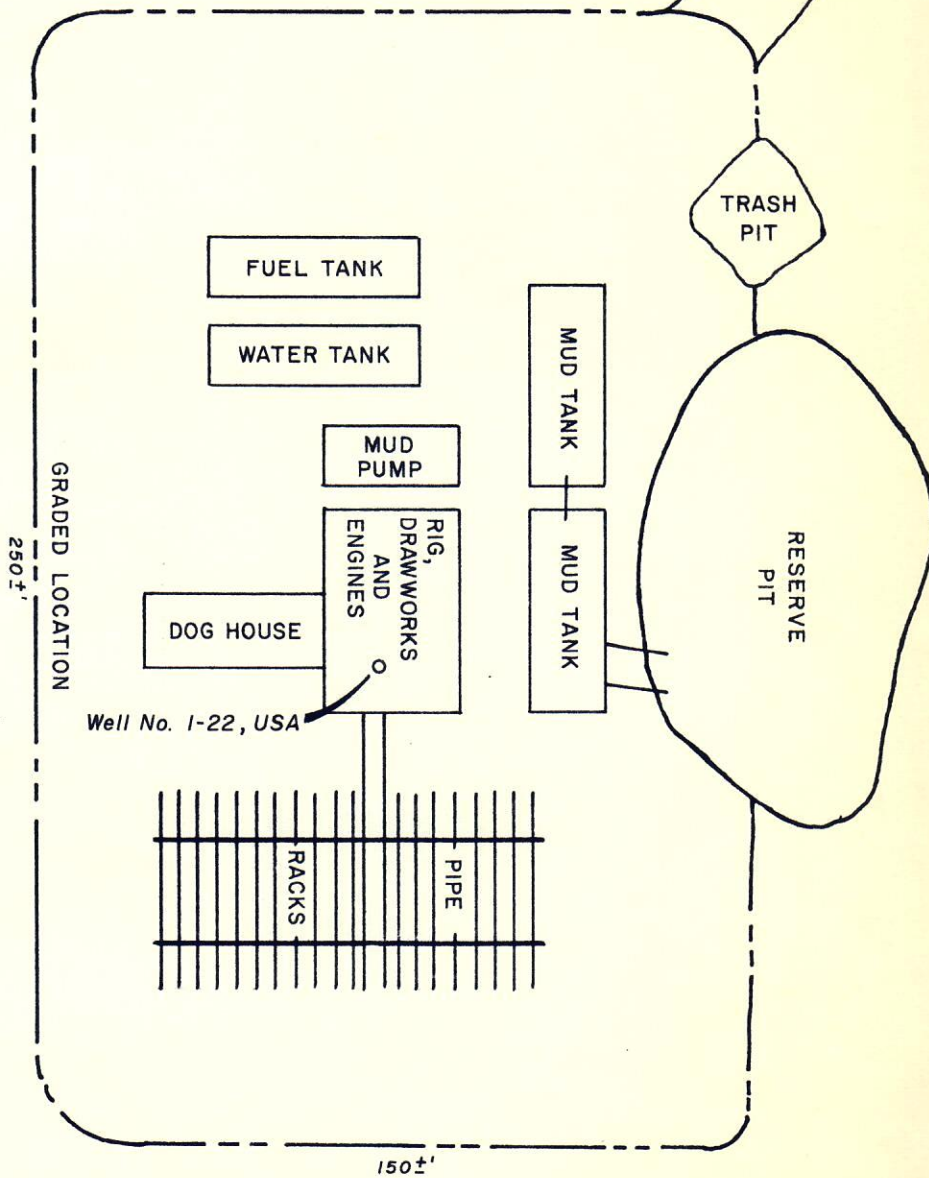 TRASH
PIT
FUEL TANK
WATER TANK
MUD TANK
MUD
PUMP
RIG,
DRAWWORKS
AND
ENGINES
MUD TANK
RESERVE
PIT
DOG HOUSE
Well No. 1-22, USA
GRADED LOCATION
250±'
PIPE
RACKS
150±'